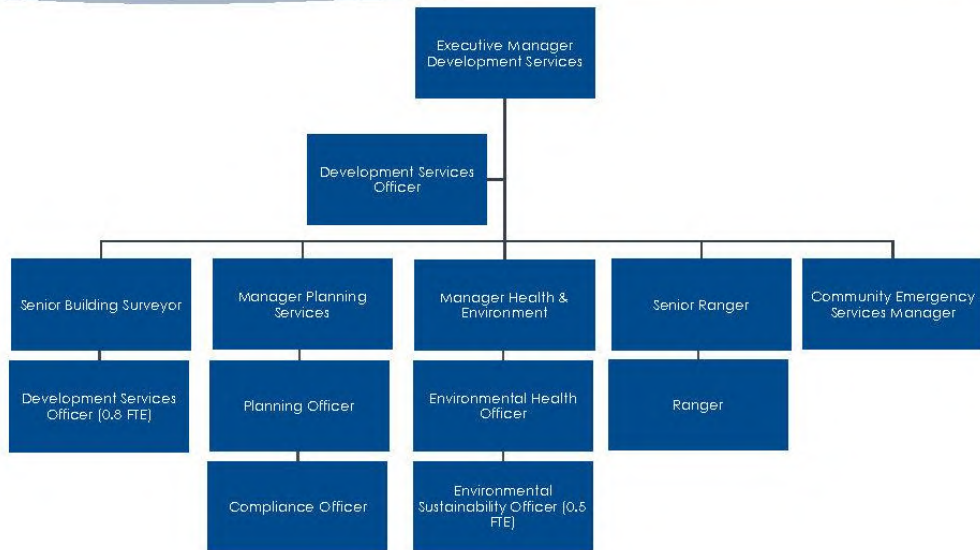 Executive Manager
Development Services
Development Services
Officer
Senior Building Surveyor
Manager Planning
Services
Manager Health &
Environment
Senior Ranger
Community Emergency
Services Manager
Development Services
Officer (0.8 FTE)
Planning Officer
Environmental Health
Officer
Ranger
Compliance Officer
Environmental
Sustainability Officer (0.5
FTE)